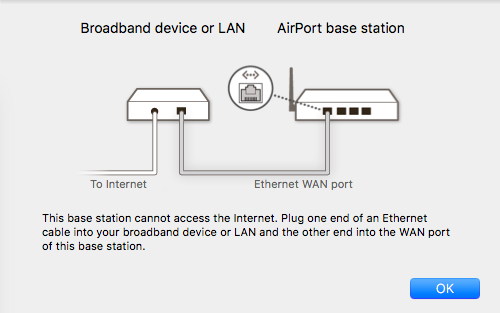 Broadband device or LAN AirPort base station
To Internet Ethernet WAN port
This base station cannot access the Internet. Plug one end of an Ethernet
cable into your broadband device or LAN and the other end into the WAN port
of this base station.
OK